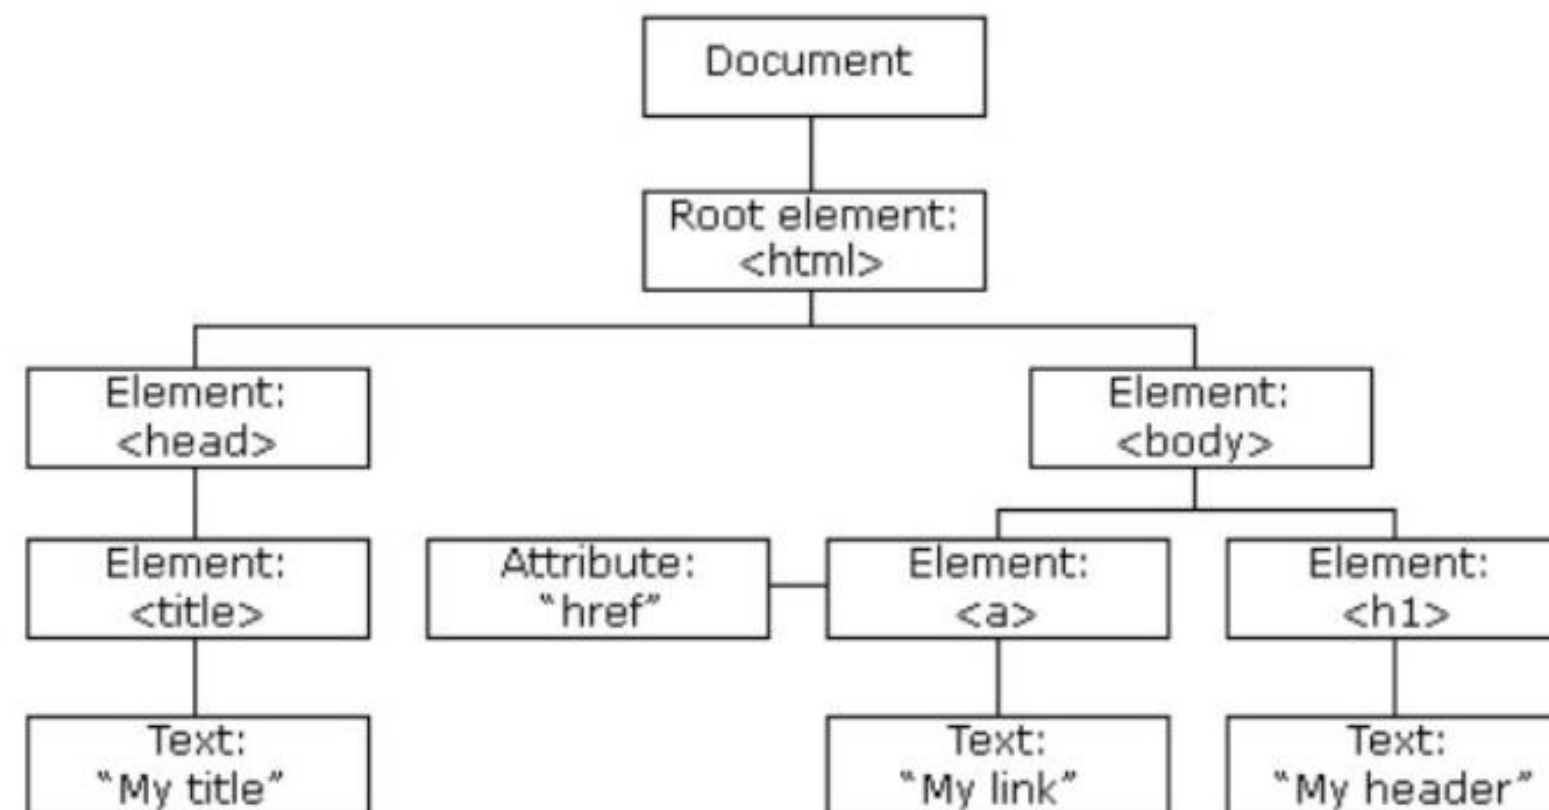 Document
Root element:
<html>
Element:
<head>
Element:
<body>
Element:
<title>
Attribute:
“href”
Element:
<a>
Element:
<h1>
Text:
“My title”
Text:
“My link”
Text:
“My header”